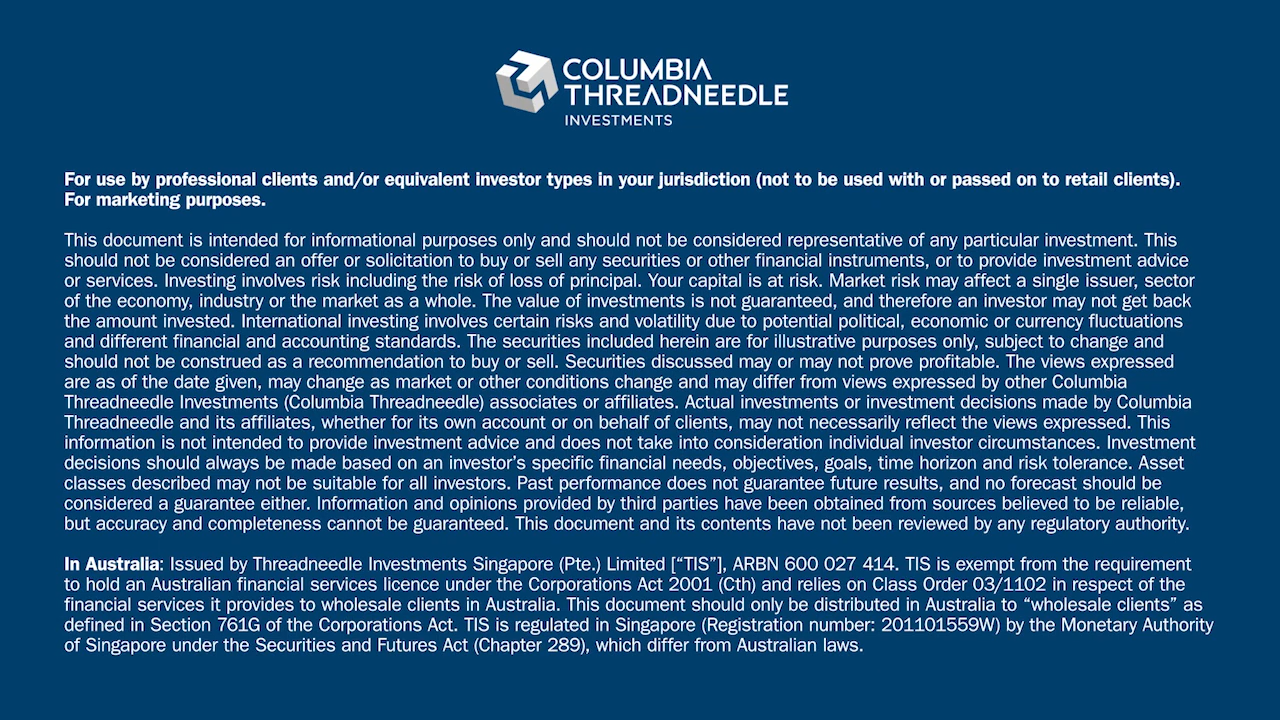 COLUMBIA
THREADNEEDLE
INVESTMENTS
For use by professional clients and/or equivalent investor types in your jurisdiction (not to be used with or passed on to retail clients).
For marketing purposes.
This document is intended for informational purposes only and should not be considered representative of any particular investment. This
should not be considered an offer or solicitation to buy or sell any securities or other financial instruments, or to provide investment advice
or services. Investing involves risk including the risk of loss of principal. Your capital is at risk. Market risk may affect a single issuer, sector
of the economy, industry or the market as a whole. The value of investments is not guaranteed, and therefore an investor may not get back
the amount invested. International investing involves certain risks and volatility due to potential political, economic or currency fluctuations
and different financial and accounting standards. The securities included herein are for illustrative purposes only, subject to change and
should not be construed as a recommendation to buy or sell. Securities discussed may or may not prove profitable. The views expressed
are as of the date given, may change as market or other conditions change and may differ from views expressed by other Columbia
Threadneedle Investments (Columbia Threadneedle) associates or affiliates. Actual investments or investment decisions made by Columbia
Threadneedle and its affiliates, whether for its own account or on behalf of clients, may not necessarily reflect the views expressed. This
information is not intended to provide investment advice and does not take into consideration individual investor circumstances. Investment
decisions should always be made based on an investor’s specific financial needs, objectives, goals, time horizon and risk tolerance. Asset
classes described may not be suitable for all investors. Past performance does not guarantee future results, and no forecast should be
considered a guarantee either. Information and opinions provided by third parties have been obtained from sources believed to be reliable,
but accuracy and completeness cannot be guaranteed. This document and its contents have not been reviewed by any regulatory authority.
In Australia: Issued by Threadneedle Investments Singapore (Pte.) Limited [“TIS”], ARBN 600 027 414. TIS is exempt from the requirement
to hold an Australian financial services licence under the Corporations Act 2001 (Cth) and relies on Class Order 03/1102 in respect of the
financial services it provides to wholesale clients in Australia. This document should only be distributed in Australia to “wholesale clients” as
defined in Section 761G of the Corporations Act. TIS is regulated in Singapore (Registration number: 201101559W) by the Monetary Authority
of Singapore under the Securities and Futures Act (Chapter 289), which differ from Australian laws.